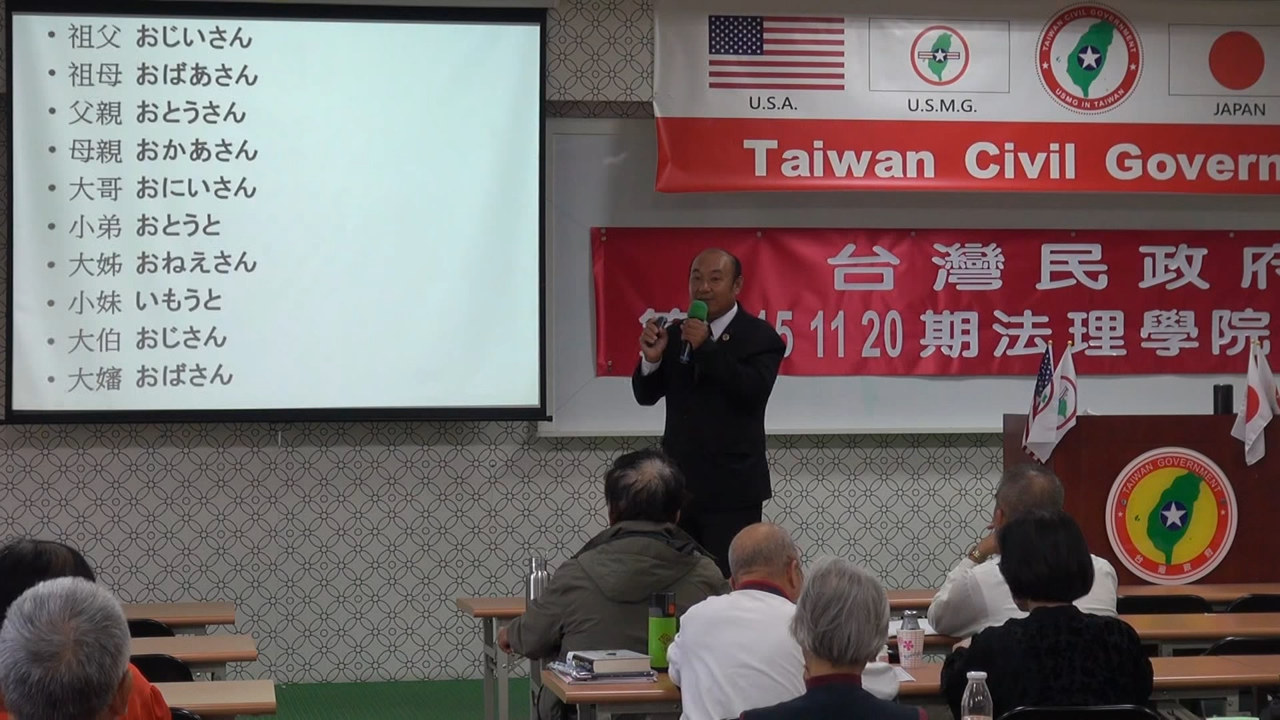 • 祖父 おじいさん
• 祖母 おばあさん
• 父親 おとうさん
• 母親 おかあさん
• 大哥 おにいさん
• 小弟 おとうと
• 大姊 おねえさん
• 小妹 いもうと
• 大伯 おじさん
• 大嬸 おばさん
U.S.A.
U.S.M.G.
TAIWAN CIVIL GOVERNMENT
USMG IN TAIWAN
JAPAN
Taiwan Civil Govern
台灣民政府
15 11 20 期法理學院
TAIWAN GOVERNMENT
台灣政府